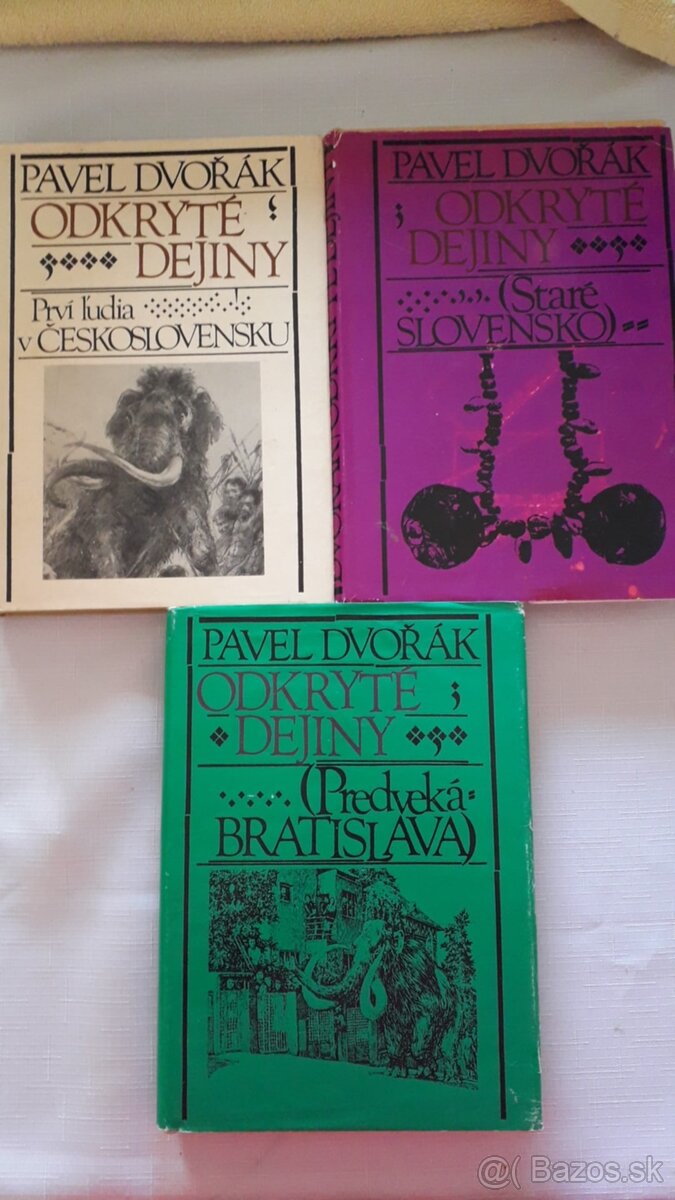 PAVEL DVOŘÁK
ODKRYTÉ
DEJINY
Prví ľudia
v ČESKOSLOVENSKU
PAVEL DVOŘÁK
ODKRYTÉ
DEJINY
(Staré
SLOVENSKO)
PAVEL DVOŘÁK
ODKRYTÉ
DEJINY
(Predveká
BRATISLAVA)
@( Bazos.sk